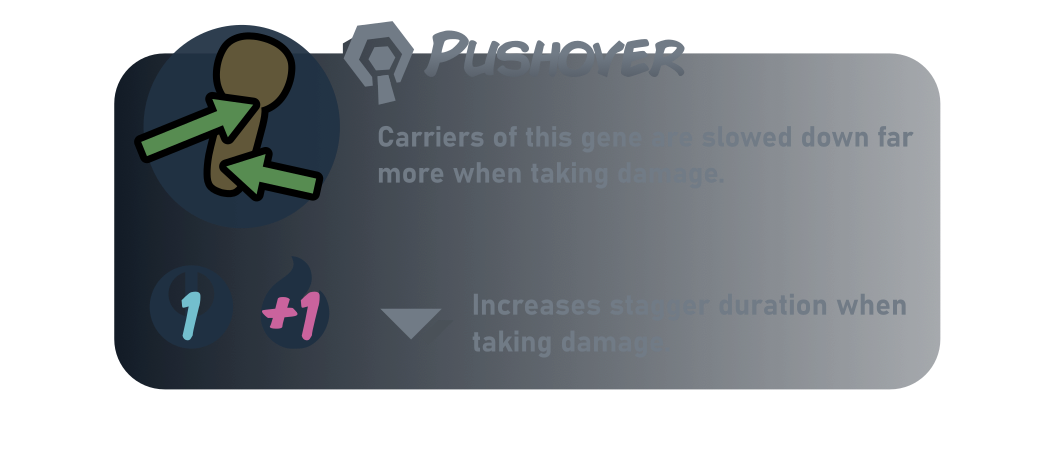 Pushover
Carriers of this gene are slowed down far
more when taking damage.
1
+1
Increases stagger duration when
taking damage